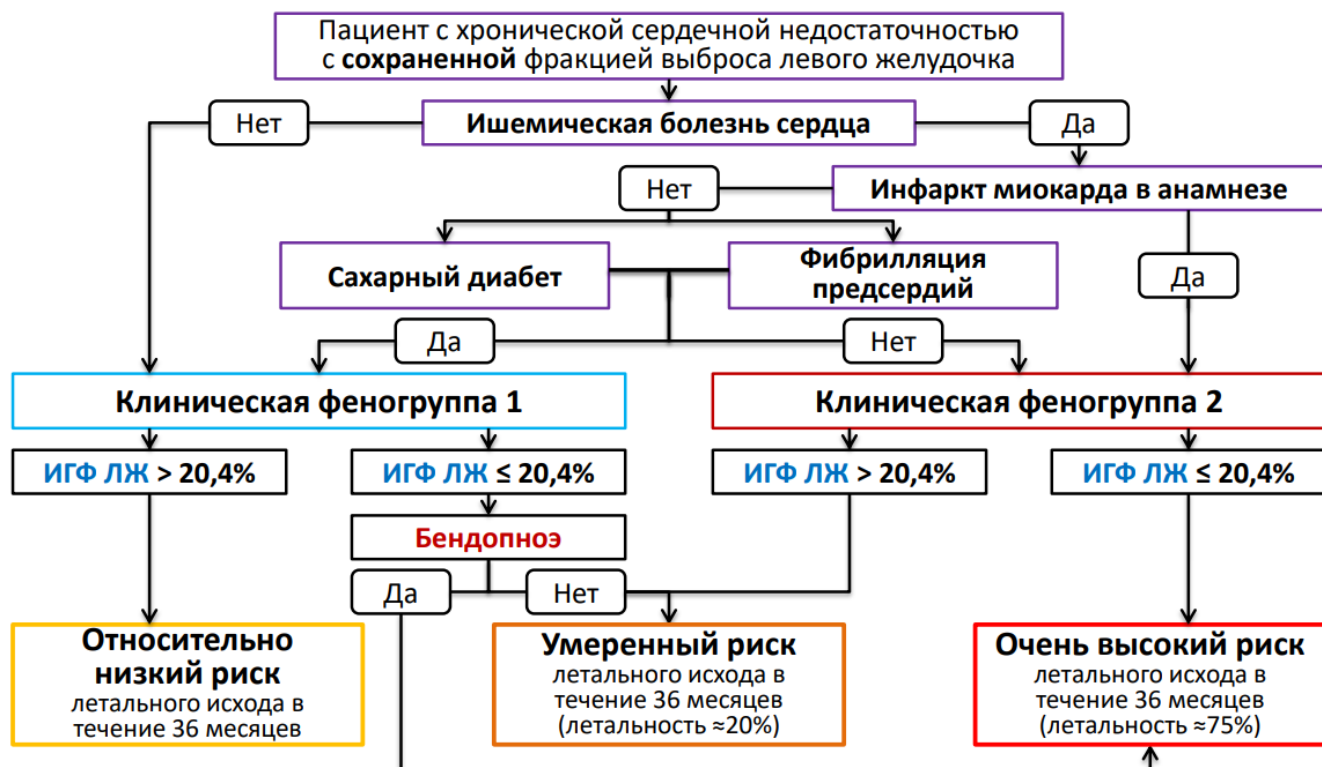 Пациент с хронической сердечной недостаточностью
с сохраненной фракцией выброса левого желудочка
Нет
Ишемическая болезнь сердца
Да
Нет
Инфаркт миокарда в анамнезе
Сахарный диабет
Фибрилляция
предсердий
Да
Да
Нет
Клиническая феногруппа 1
Клиническая феногруппа 2
ИГФ ЛЖ > 20,4%
ИГФ ЛЖ ≤ 20,4%
ИГФ ЛЖ > 20,4%
ИГФ ЛЖ ≤ 20,4%
Бендопноэ
Да
Нет
Относительно
низкий риск
летального исхода в
течение 36 месяцев
Умеренный риск
летального исхода в
течение 36 месяцев
(летальность ≈20%)
Очень высокий риск
летального исхода в
течение 36 месяцев
(летальность ≈75%)